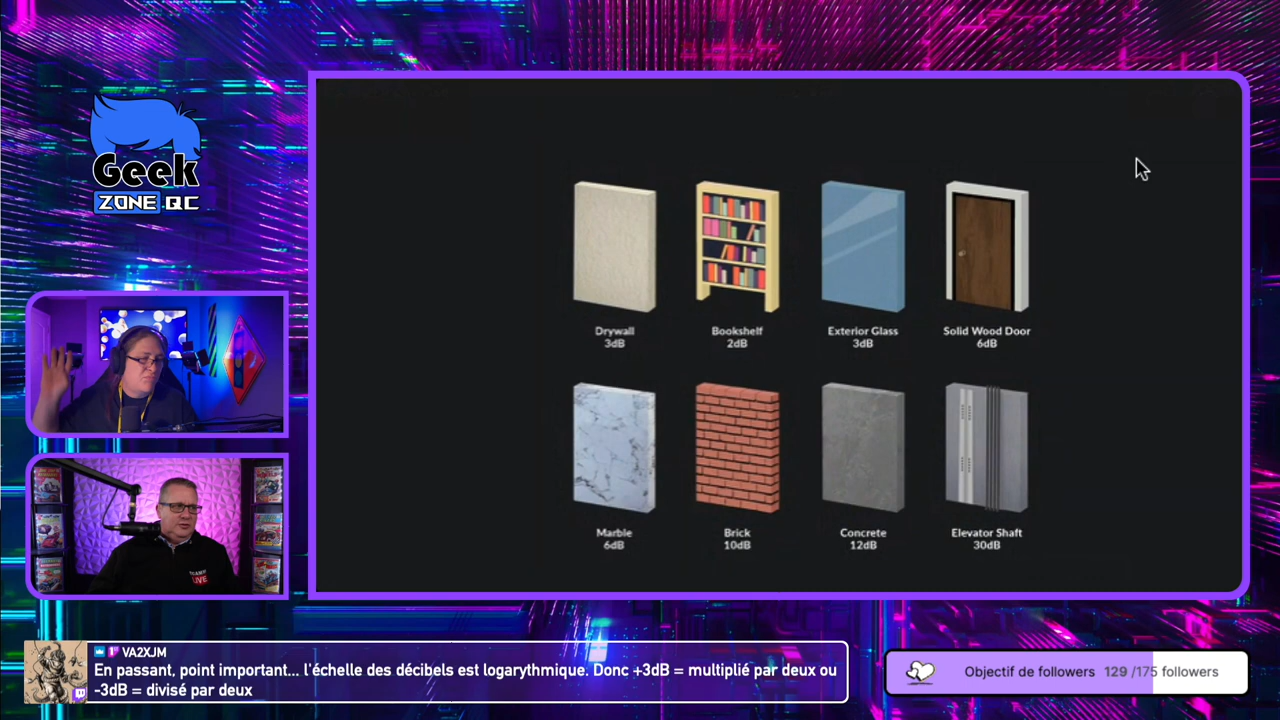 Geek
ZONE QC
Drywall
3dB
Bookshelf
2dB
Exterior Glass
3dB
Solid Wood Door
6dB
Marble
6dB
Brick
10dB
Concrete
12dB
Elevator Shaft
30dB
LIVE
VA2XJM
En passant, point important... l'échelle des décibels est logarythmique. Donc +3dB = multiplié par deux ou
-3dB = divisé par deux
Objectif de followers 129 /175 followers